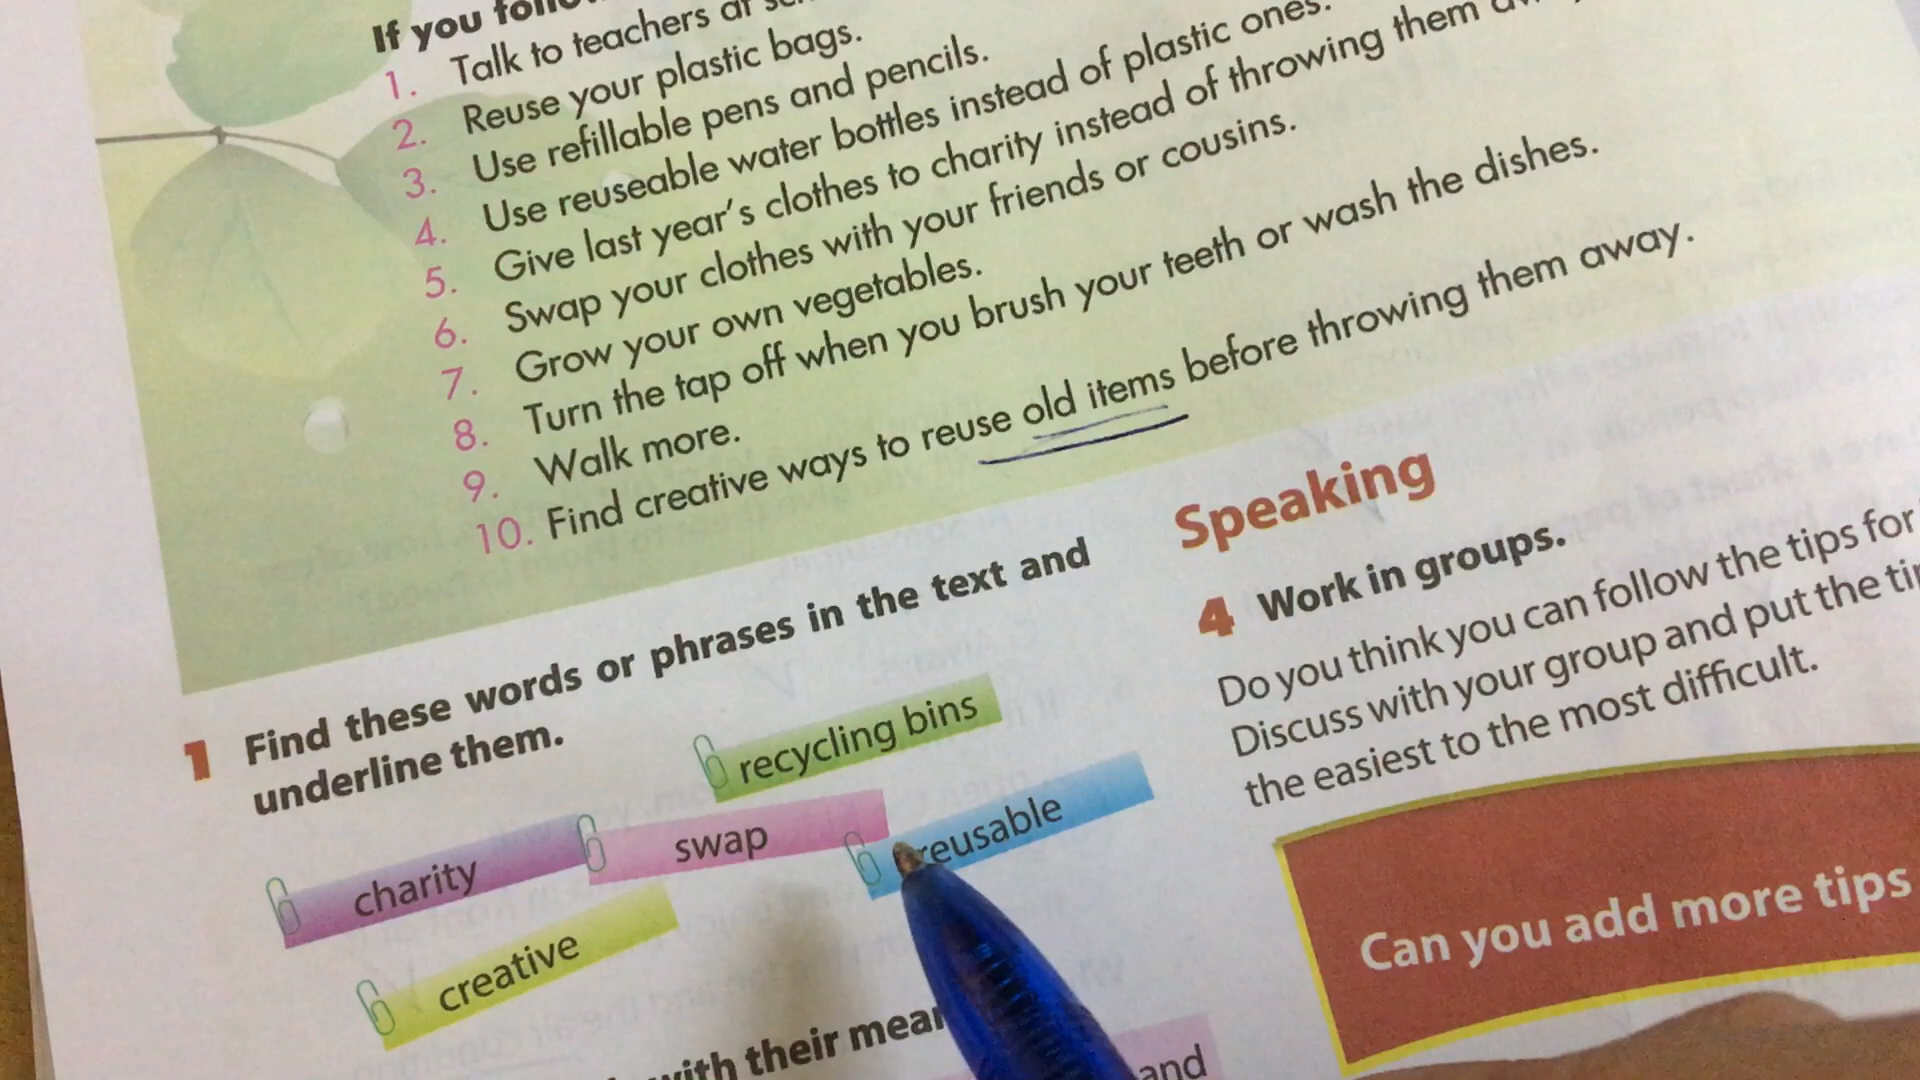 If you
1. Talk to teachers at
2. Reuse your plastic bags.
3. Use refillable pens and pencils.
4. Use reuseable water bottles instead of plastic ones.
5. Give last year's clothes to charity instead of throwing them
6. Swap your clothes with your friends or cousins.
7. Grow your own vegetables.
8. Turn the tap off when you brush your teeth or wash the dishes.
9. Walk more.
10. Find creative ways to reuse old items before throwing them away.
1 Find these words or phrases in the text and
underline them.
recycling bins
charity
swap
reusable
creative
with their
and
Speaking
4 Work in groups.
Do you think you can follow the tips for
Discuss with your group and put the
the easiest to the most difficult.
Can you add more tips